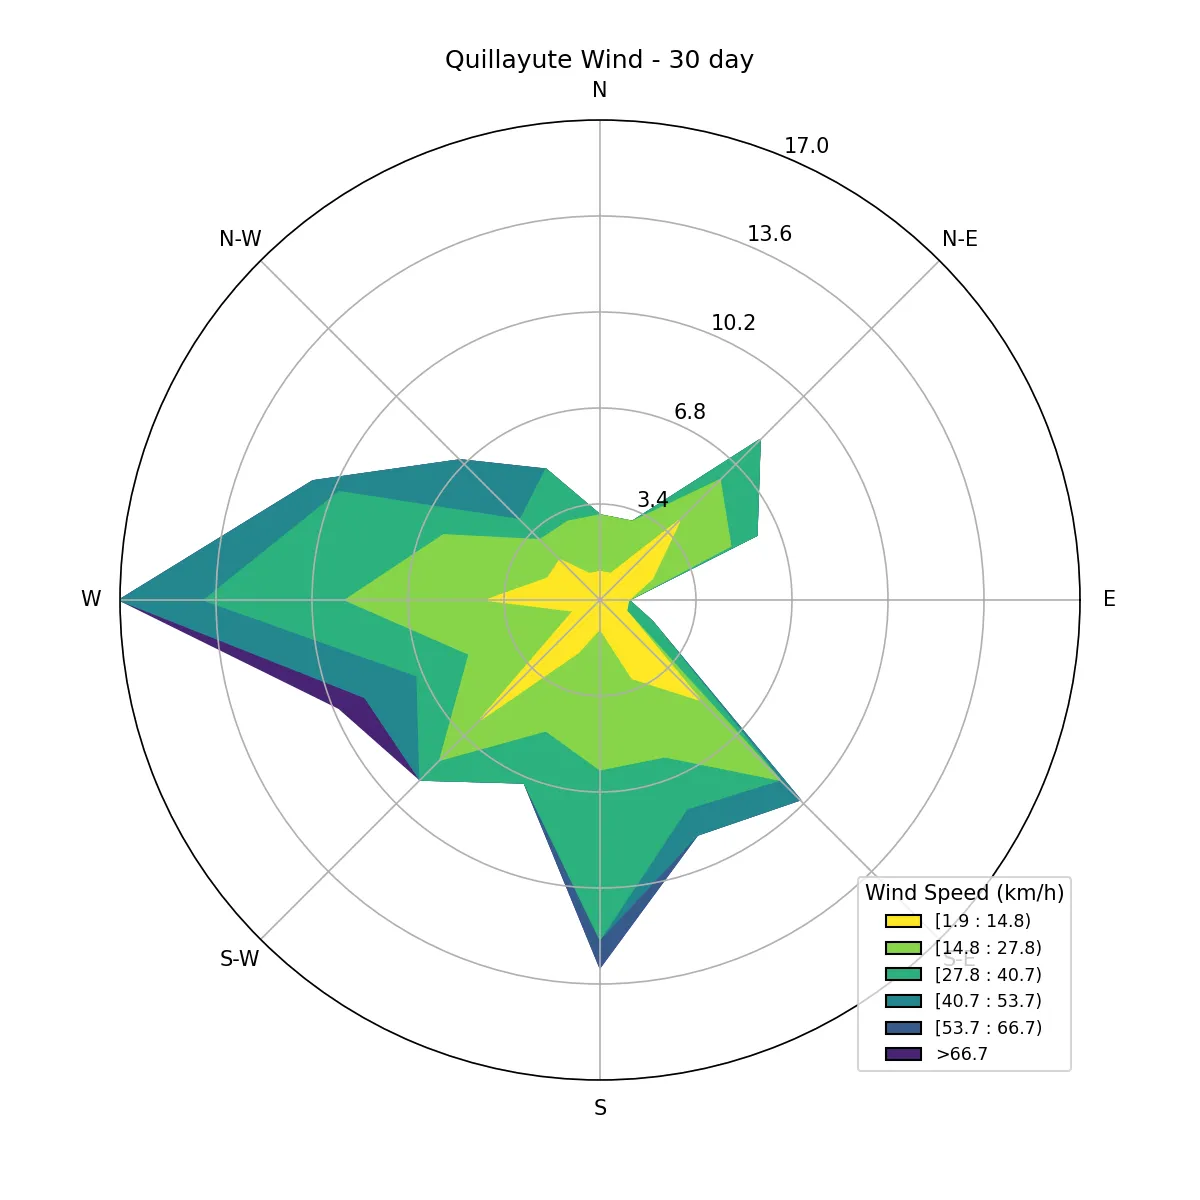 Quillayute Wind - 30 day
N
17.0
N-W
13.6
N-E
10.2
6.8
3.4
W
E
S-W
S-E
S
Wind Speed (km/h)
[1.9 : 14.8)
[14.8 : 27.8)
[27.8 : 40.7)
[40.7 : 53.7)
[53.7 : 66.7)
>66.7